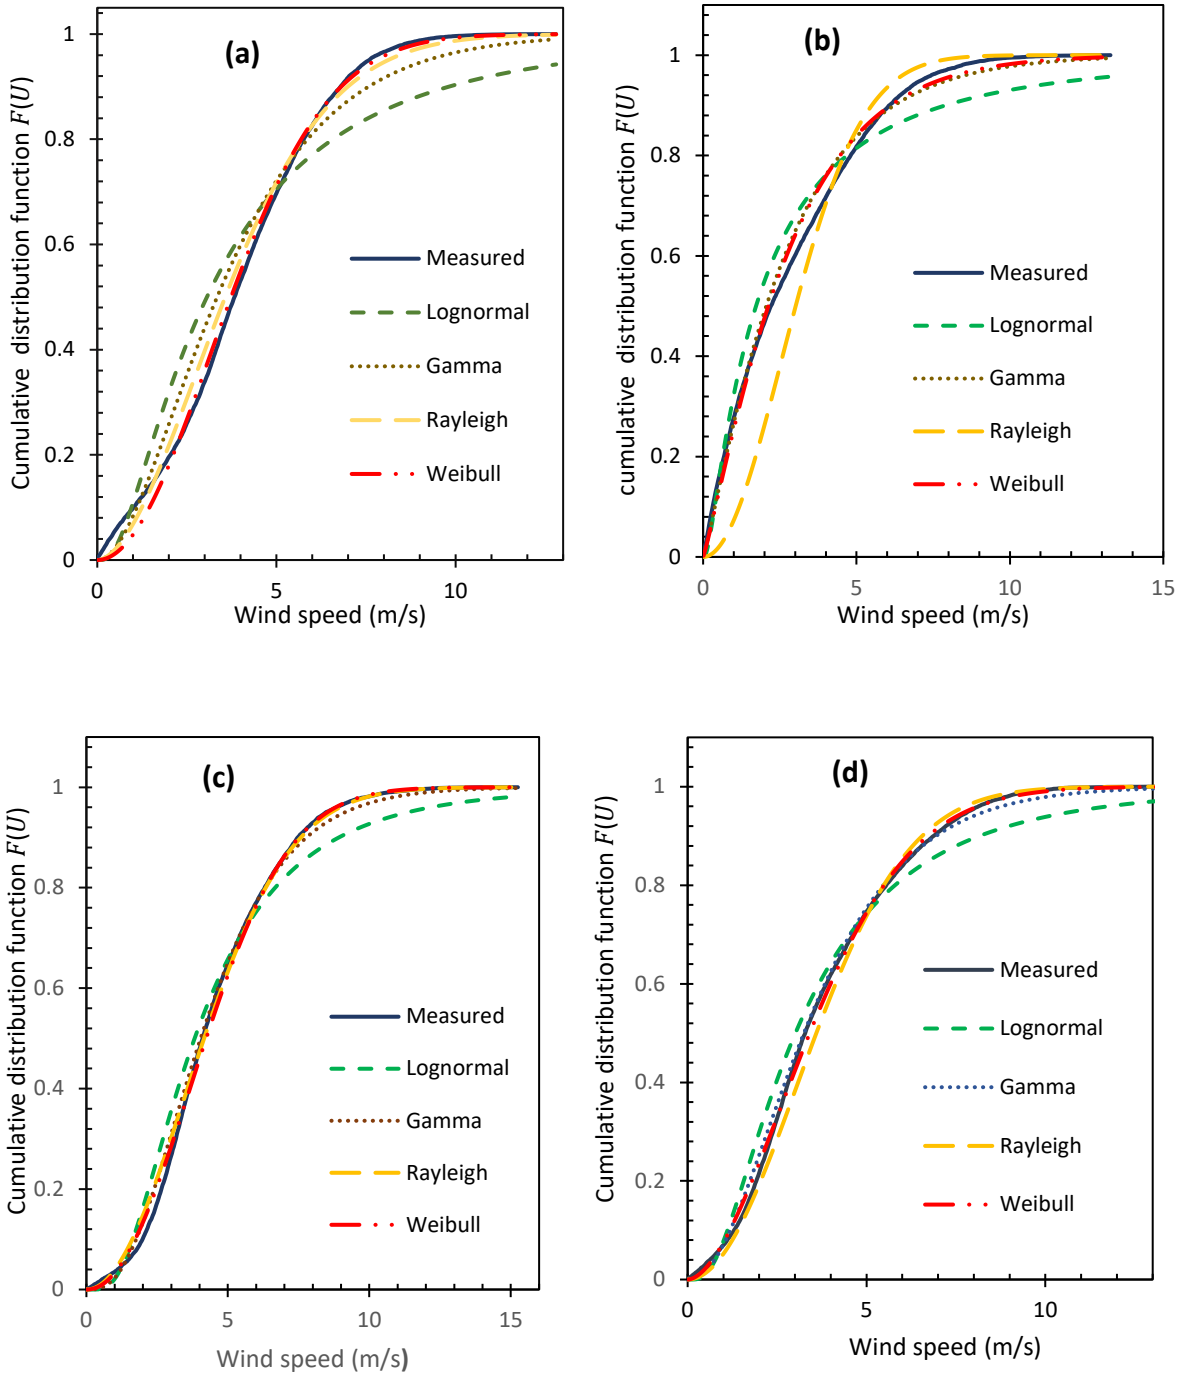 (a)
Cumulative distribution function F(U)
1
0.8
0.6
0.4
0.2
0
Measured
Lognormal
Gamma
Rayleigh
Weibull
0 5 10
Wind speed (m/s)
(b)
cumulative distribution function F(U)
1
0.8
0.6
0.4
0.2
0
Measured
Lognormal
Gamma
Rayleigh
Weibull
0 5 10 15
Wind speed (m/s)
(c)
Cumulative distribution function F(U)
1
0.8
0.6
0.4
0.2
0
Measured
Lognormal
Gamma
Rayleigh
Weibull
0 5 10 15
Wind speed (m/s)
(d)
Cumulative distribution function F(U)
1
0.8
0.6
0.4
0.2
0
Measured
Lognormal
Gamma
Rayleigh
Weibull
0 5 10
Wind speed (m/s)